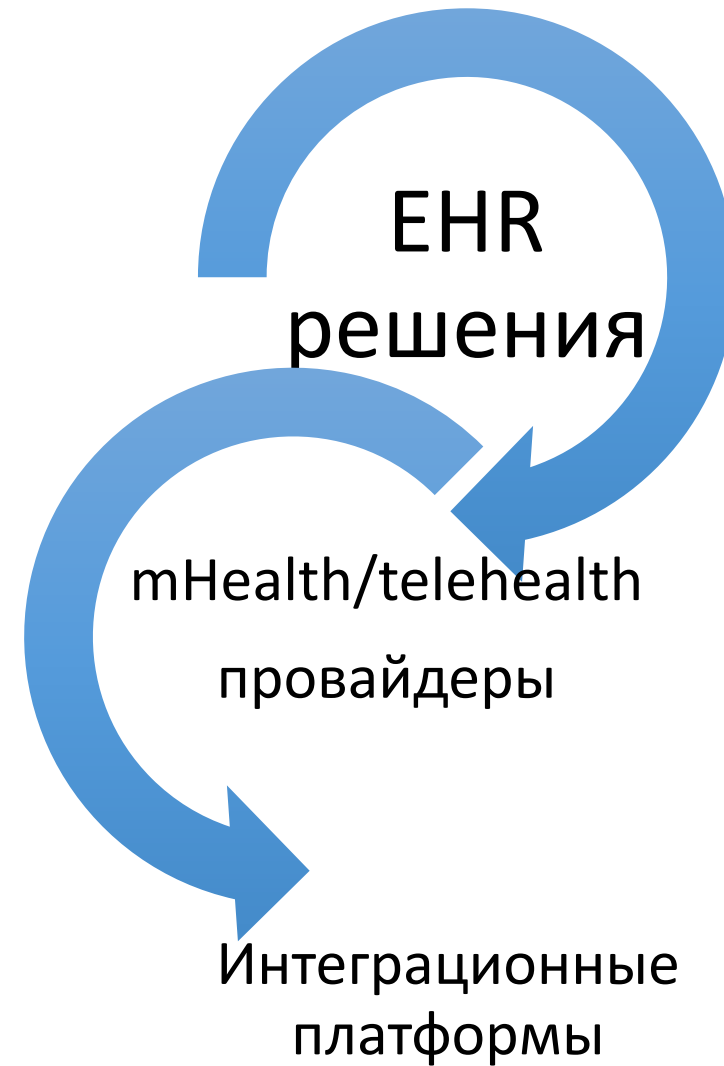 EHR
решения
mHealth/telehealth
провайдеры
Интеграционные
платформы